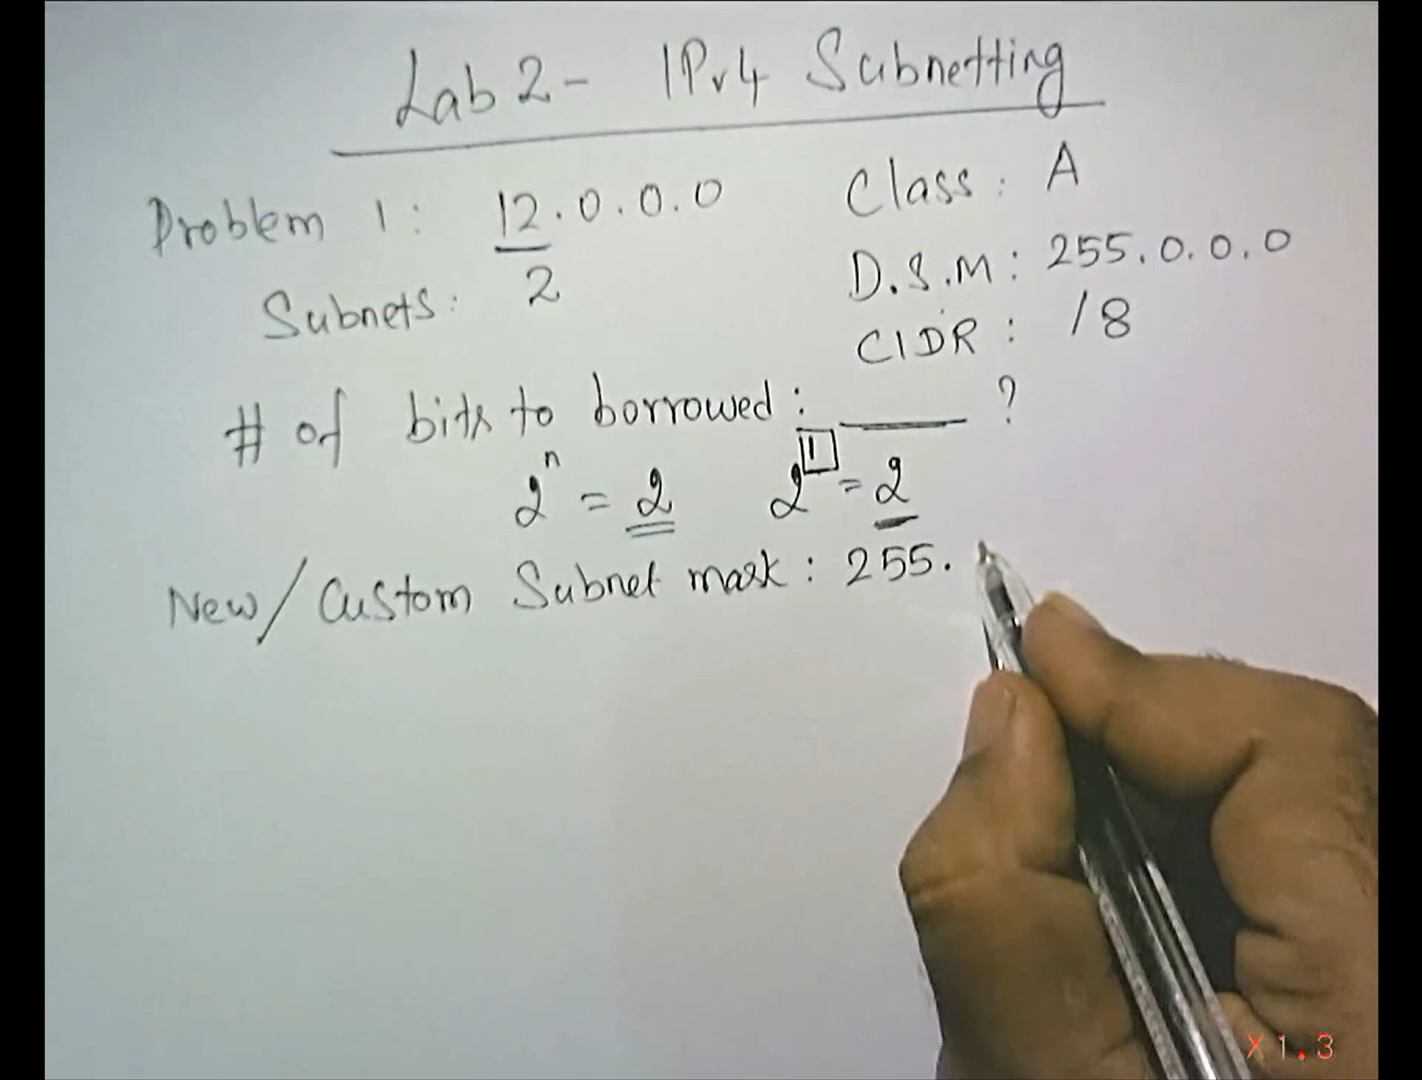 Lab 2 - IPv4 Subnetting
Problem 1: 12.0.0.0
Class: A
Subnets: 2
D.S.M: 255.0.0.0
CIDR: /8
# of bits to borrowed: ____ ?
2^n = 2 2^1 = 2
New/Custom Subnet mask: 255.
X1.3